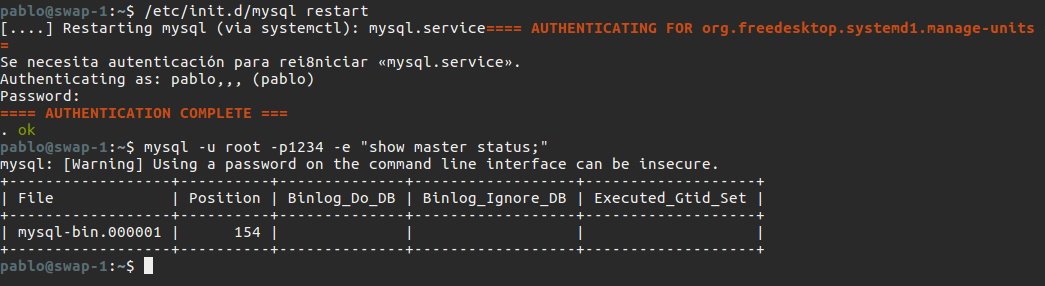 pablo@swap-1:~$ /etc/init.d/mysql restart
[....] Restarting mysql (via systemctl): mysql.service==== AUTHENTICATING FOR org.freedesktop.systemd1.manage-units
=
Se necesita autenticación para rei8niciar «mysql.service».
Authenticating as: pablo,,, (pablo)
Password:
==== AUTHENTICATION COMPLETE ===
. ok
pablo@swap-1:~$ mysql -u root -p1234 -e "show master status;"
mysql: [Warning] Using a password on the command line interface can be insecure.
+------------------+----------+--------------+------------------+-------------------+
| File             | Position | Binlog_Do_DB | Binlog_Ignore_DB | Executed_Gtid_Set |
+------------------+----------+--------------+------------------+-------------------+
| mysql-bin.000001 |      154 |              |                  |                   |
+------------------+----------+--------------+------------------+-------------------+
pablo@swap-1:~$